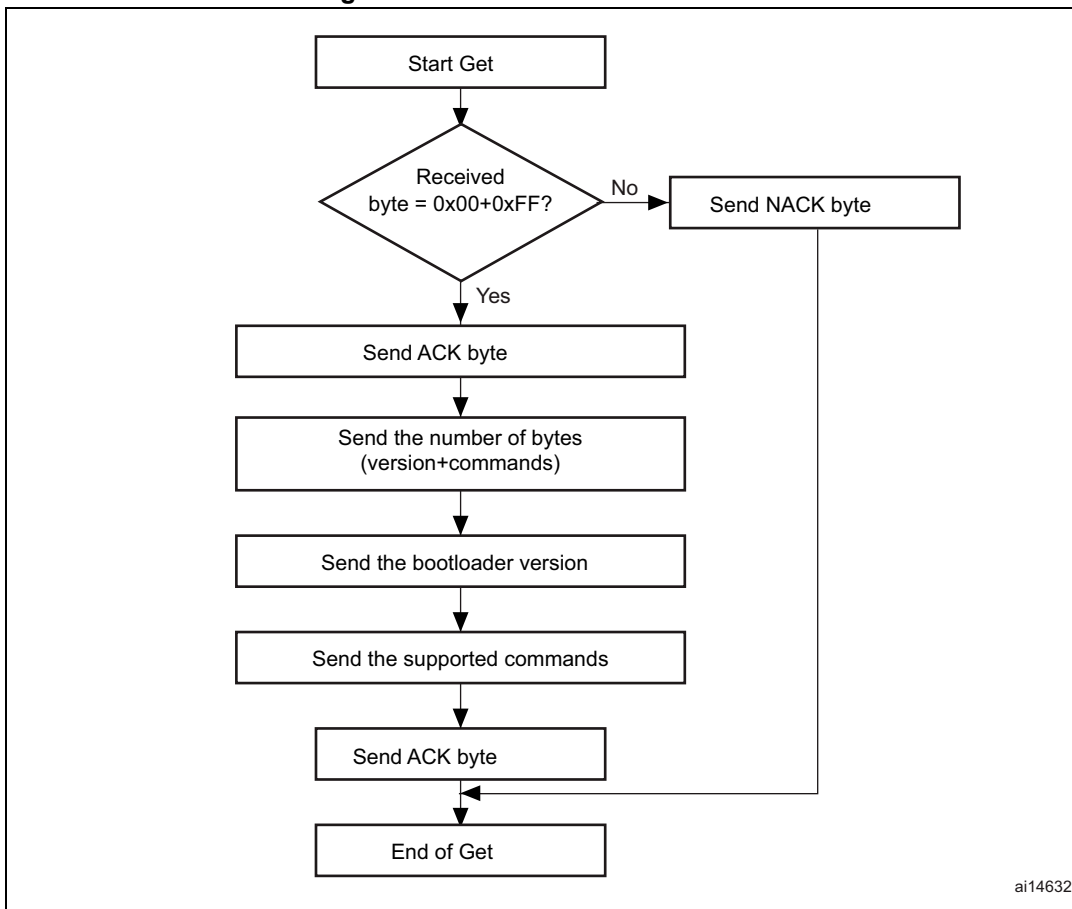 Start Get
Received
byte = 0x00+0xFF?
No
Send NACK byte
Yes
Send ACK byte
Send the number of bytes
(version+commands)
Send the bootloader version
Send the supported commands
Send ACK byte
End of Get
ai14632